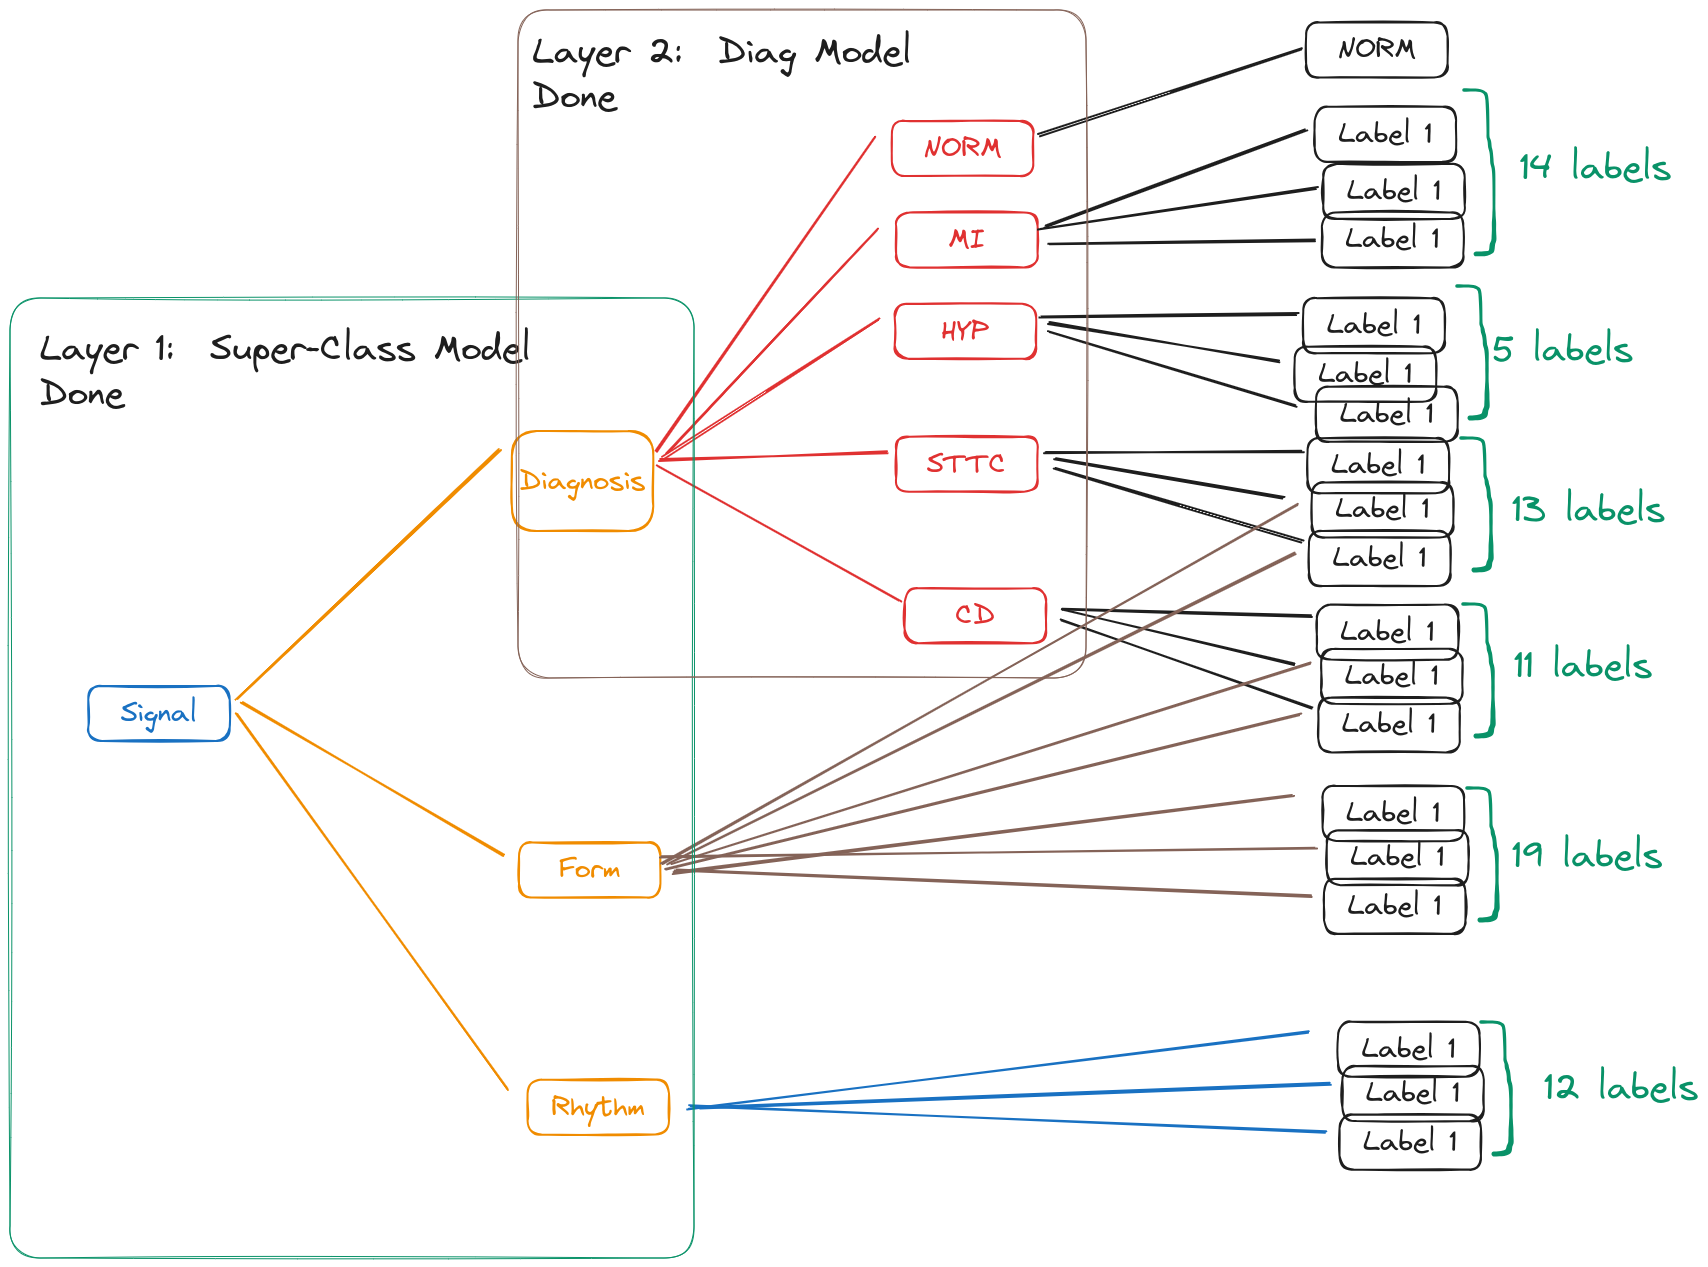 Layer 2: Diag Model
Done
NORM
NORM
Label 1
14 labels
Label 1
MI
Label 1
Layer 1: Super-Class Model
Done
HYP
Label 1
5 labels
Label 1
Label 1
Diagnosis
STTC
Label 1
Label 1
13 labels
Label 1
CD
Label 1
11 labels
Label 1
Label 1
Signal
Form
Label 1
19 labels
Label 1
Label 1
Rhythm
Label 1
12 labels
Label 1
Label 1